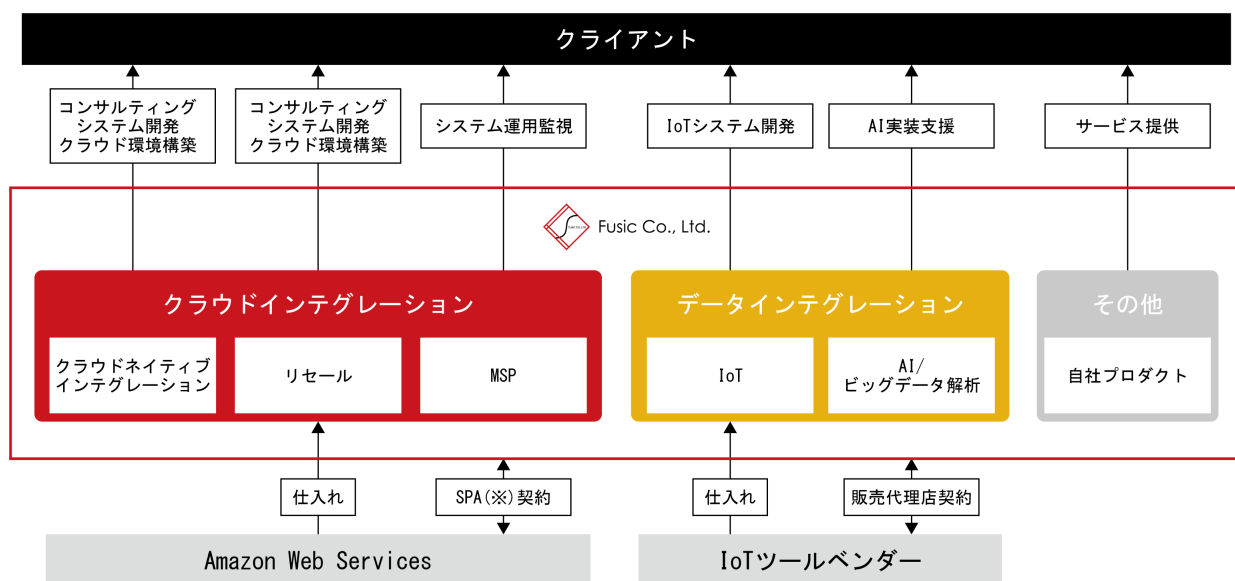 クライアント
コンサルティング
システム開発
クラウド環境構築
コンサルティング
システム開発
クラウド環境構築
システム運用監視
IoTシステム開発
AI実装支援
サービス提供
Fusic Co., Ltd.
クラウドインテグレーション
データインテグレーション
その他
クラウドネイティブ
インテグレーション
リセール
MSP
IoT
AI/
ビッグデータ解析
自社プロダクト
仕入れ
SPA(※)契約
仕入れ
販売代理店契約
Amazon Web Services
IoTツールベンダー